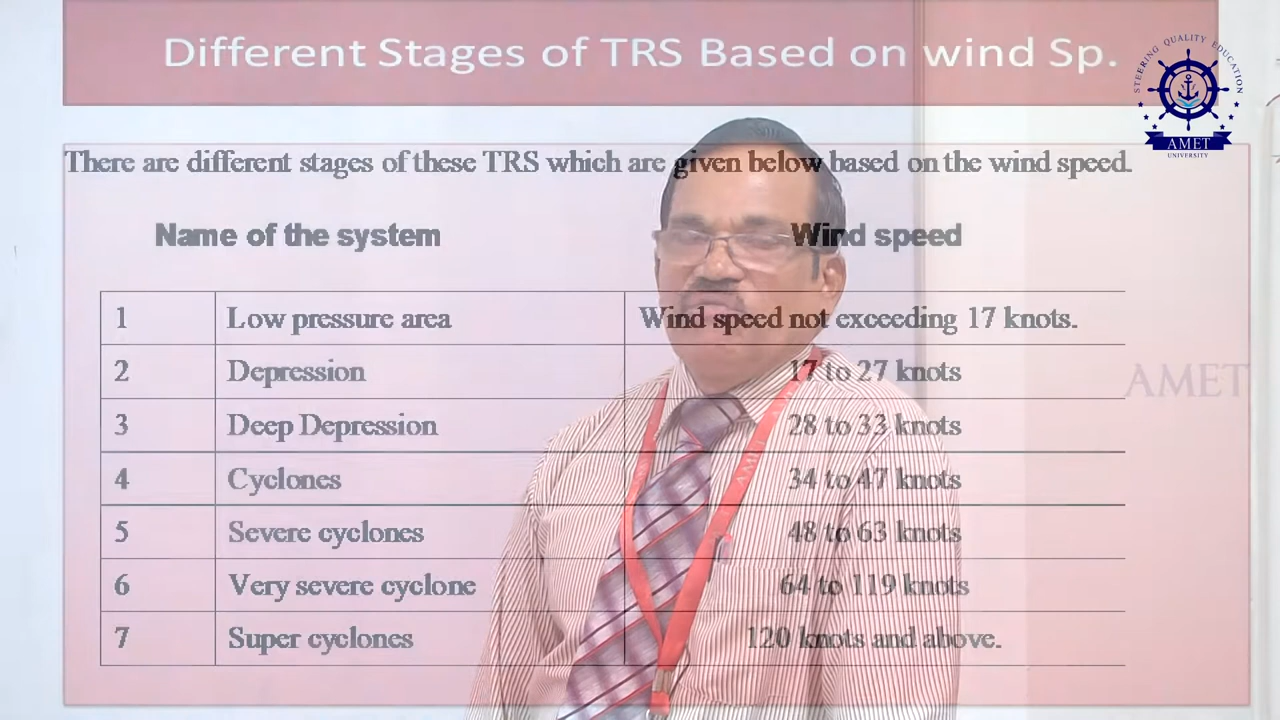 Different Stages of TRS Based on wind Sp.
STEERING QUALITY EDUCATION
AMET
UNIVERSITY
There are different stages of these TRS which are given below based on the wind speed.
Name of the system Wind speed
1 Low pressure area Wind speed not exceeding 17 knots.
2 Depression 17 to 27 knots
AMET
3 Deep Depression 28 to 33 knots
4 Cyclones 34 to 47 knots
AMET
5 Severe cyclones 48 to 63 knots
6 Very severe cyclone 64 to 119 knots
7 Super cyclones 120 knots and above.